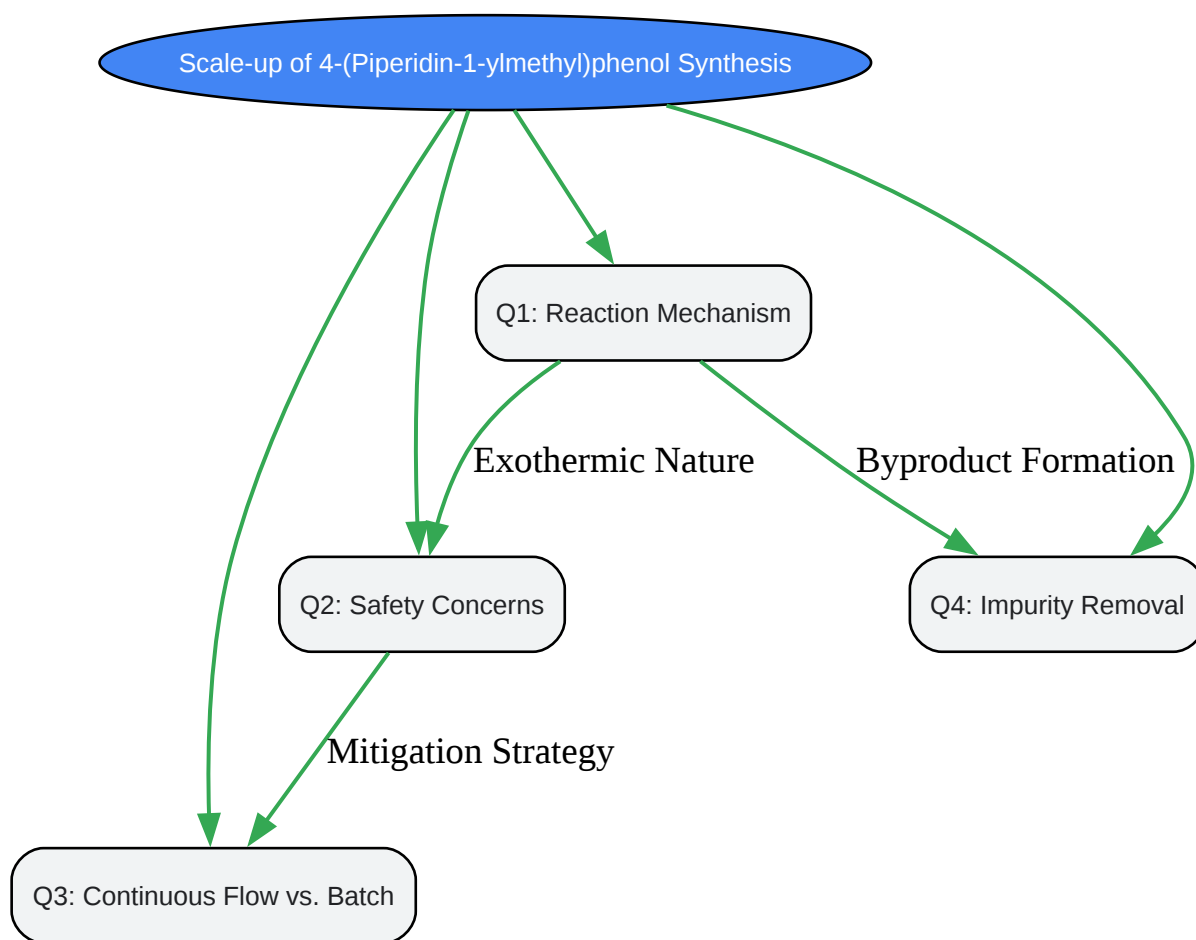 Scale-up of 4-(Piperidin-1-ylmethyl)phenol Synthesis
Q1: Reaction Mechanism
Exothermic Nature
Byproduct Formation
Q2: Safety Concerns
Q4: Impurity Removal
Mitigation Strategy
Q3: Continuous Flow vs. Batch